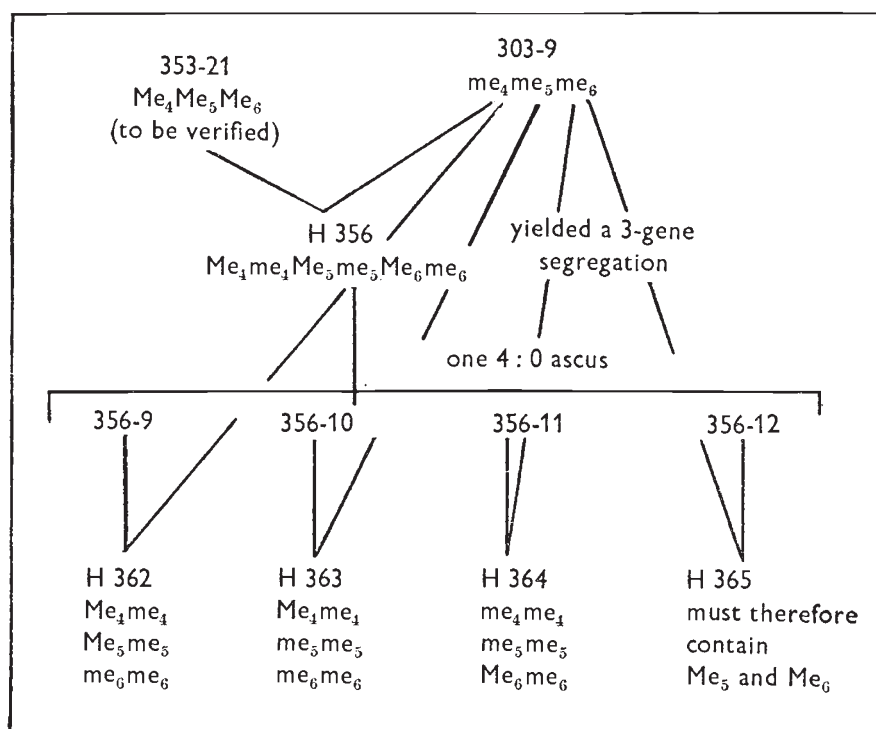 353-21
Me₄Me₅Me₆
(to be verified)
303-9
me₄me₅me₆
H 356
Me₄me₄Me₅me₅Me₆me₆
yielded a 3-gene
segregation
one 4 : 0 ascus
356-9
356-10
356-11
356-12
H 362
Me₄me₄
Me₅me₅
me₆me₆
H 363
Me₄me₄
me₅me₅
me₆me₆
H 364
me₄me₄
me₅me₅
Me₆me₆
H 365
must therefore
contain
Me₅ and Me₆